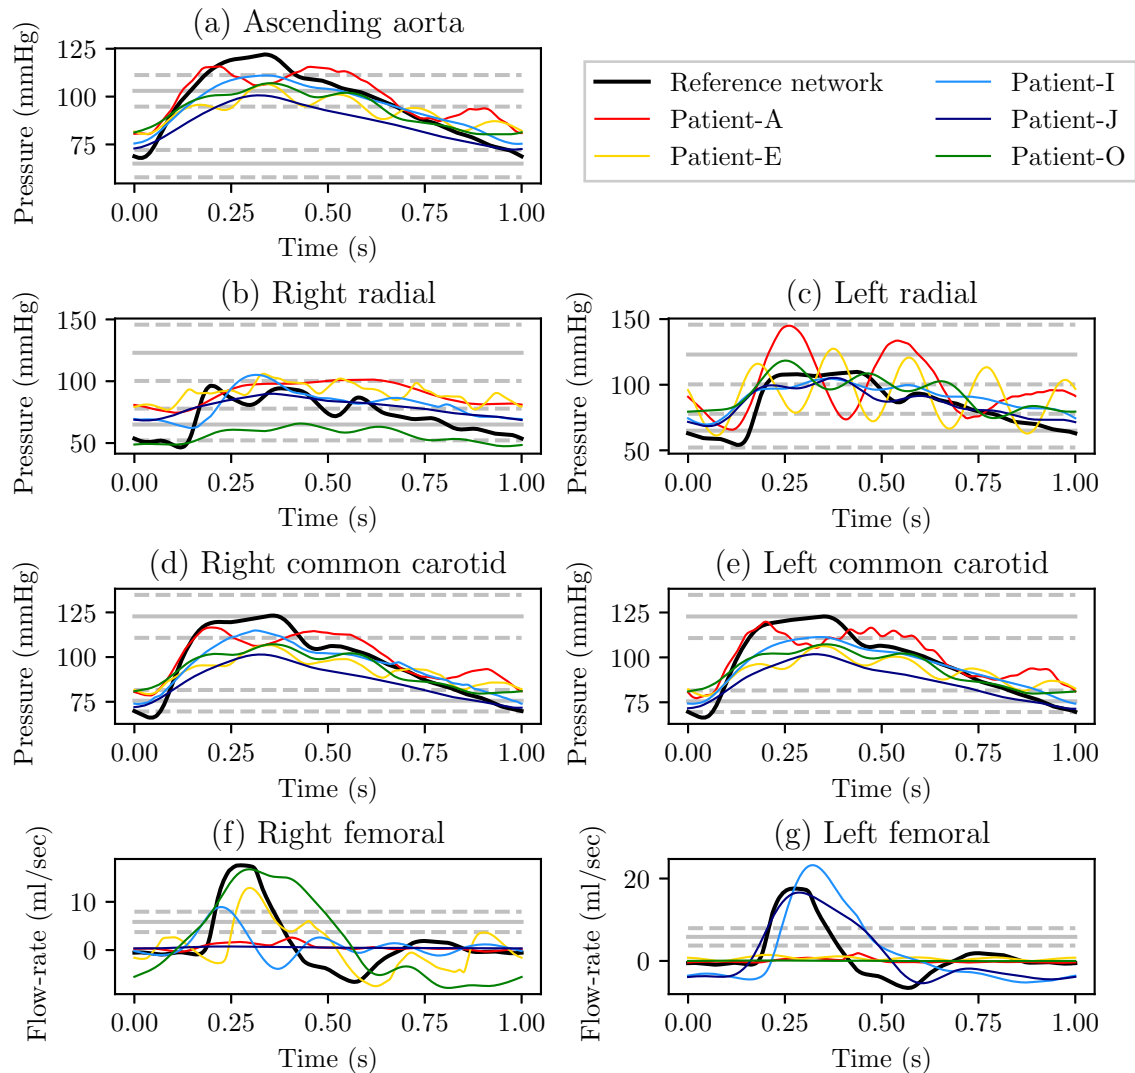 (a) Ascending aorta
Pressure (mmHg)
125
100
75
0.00 0.25 0.50 0.75 1.00
Time (s)
Reference network
Patient-A
Patient-E
Patient-I
Patient-J
Patient-O
(b) Right radial
Pressure (mmHg)
150
100
50
0.00 0.25 0.50 0.75 1.00
Time (s)
(c) Left radial
Pressure (mmHg)
150
100
50
0.00 0.25 0.50 0.75 1.00
Time (s)
(d) Right common carotid
Pressure (mmHg)
125
100
75
0.00 0.25 0.50 0.75 1.00
Time (s)
(e) Left common carotid
Pressure (mmHg)
125
100
75
0.00 0.25 0.50 0.75 1.00
Time (s)
(f) Right femoral
Flow-rate (ml/sec)
10
0
0.00 0.25 0.50 0.75 1.00
Time (s)
(g) Left femoral
Flow-rate (ml/sec)
20
0
0.00 0.25 0.50 0.75 1.00
Time (s)